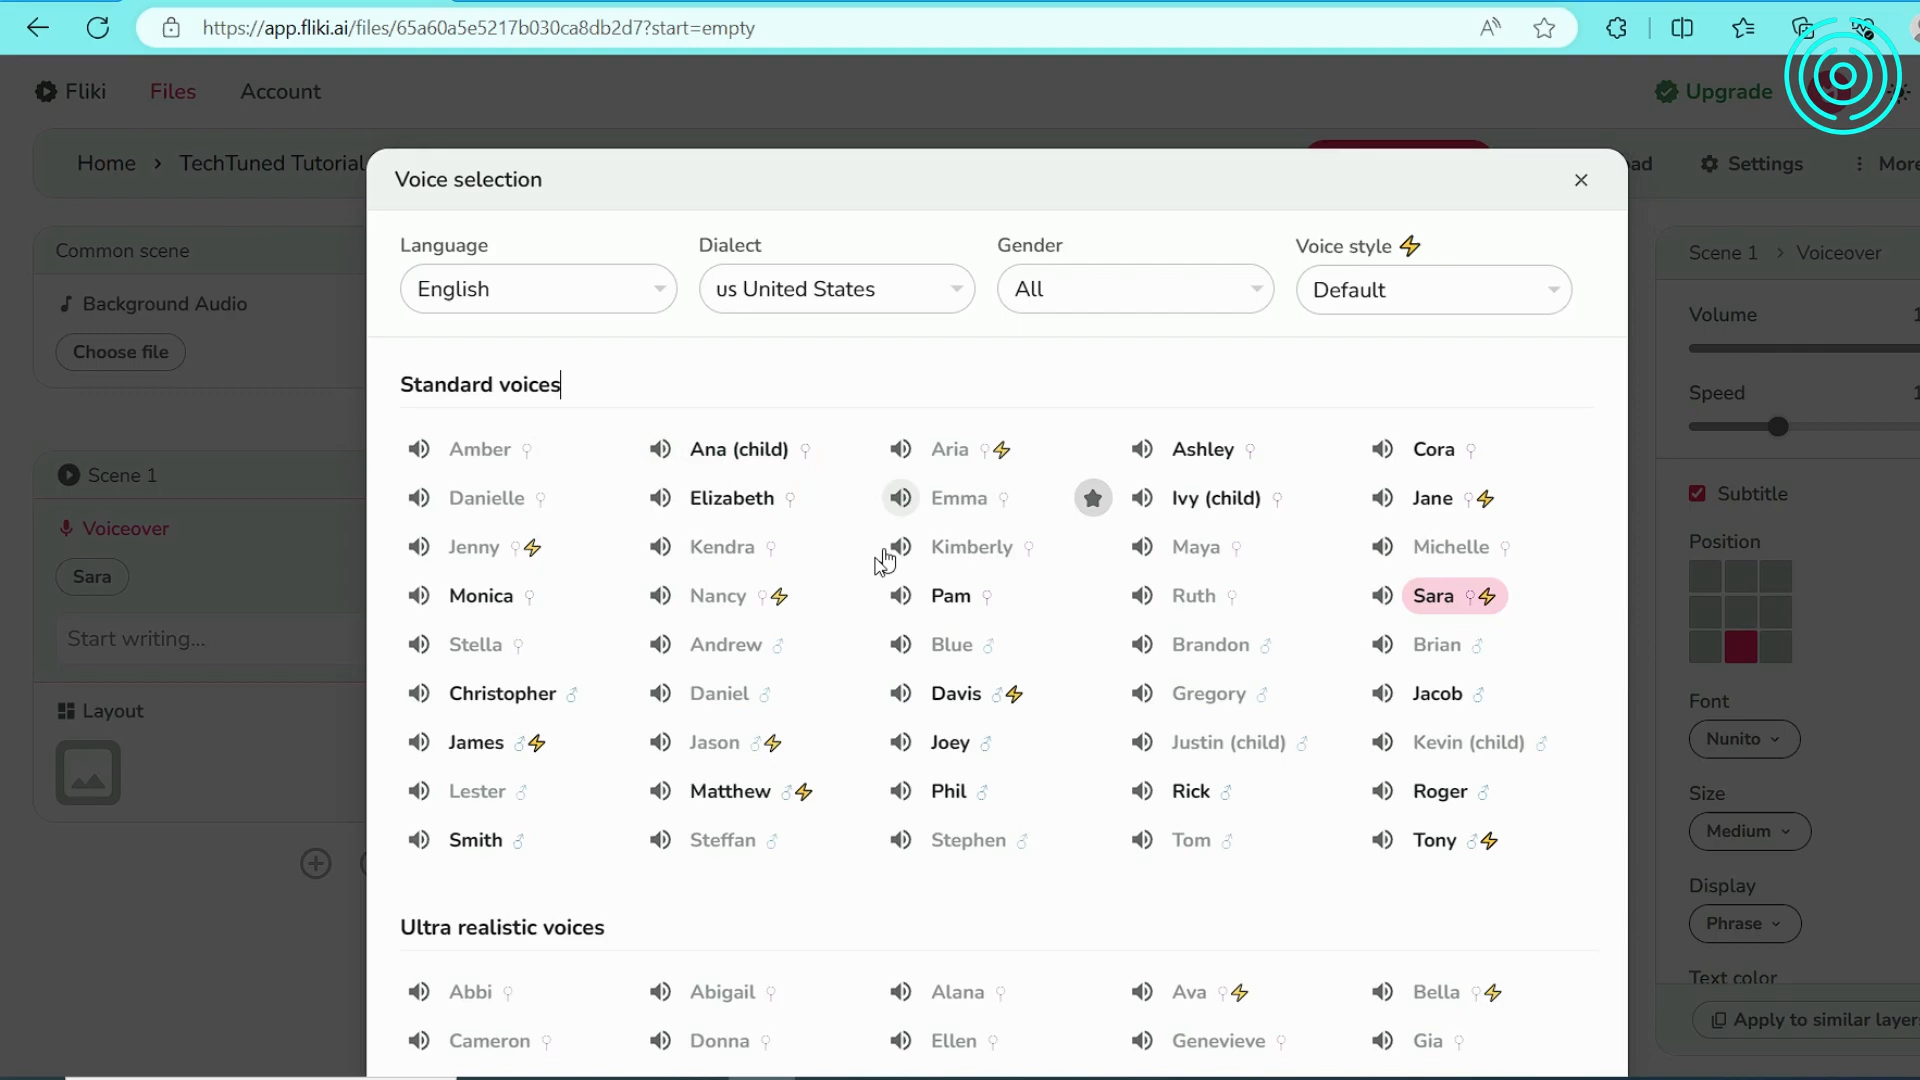 https://app.fliki.ai/files/65a60a5e5217b030ca8db2d7?start=empty
Fliki Files Account Upgrade
Home > TechTuned Tutorial Settings More
Voice selection
Language Dialect Gender Voice style
English us United States All Default
Common scene
Background Audio
Choose file
Scene 1
Voiceover
Sara
Start writing...
Layout
Standard voices
Amber Ana (child) Aria Ashley Cora
Danielle Elizabeth Emma Ivy (child) Jane
Jenny Kendra Kimberly Maya Michelle
Monica Nancy Pam Ruth Sara
Stella Andrew Blue Brandon Brian
Christopher Daniel Davis Gregory Jacob
James Jason Joey Justin (child) Kevin (child)
Lester Matthew Phil Rick Roger
Smith Steffan Stephen Tom Tony
Ultra realistic voices
Abbi Abigail Alana Ava Bella
Cameron Donna Ellen Genevieve Gia
Scene 1 > Voiceover
Volume
Speed
Subtitle
Position
Font
Nunito
Size
Medium
Display
Phrase
Text color
Apply to similar layers